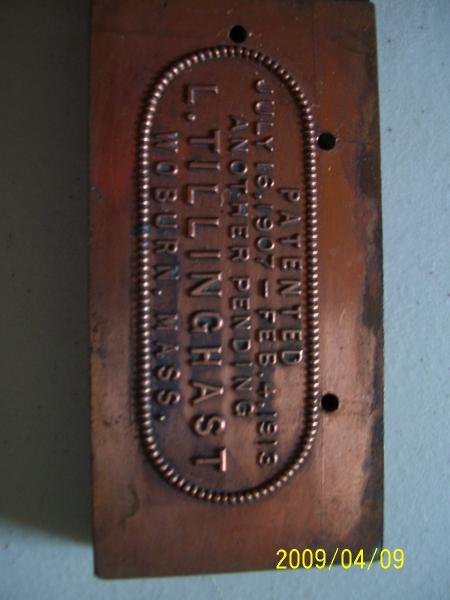 PATENTED
JULY 16, 1907 — FEB. 4, 1913
ANOTHER PENDING
L. TILLINGHAST
WOBURN, MASS.
2009/04/09